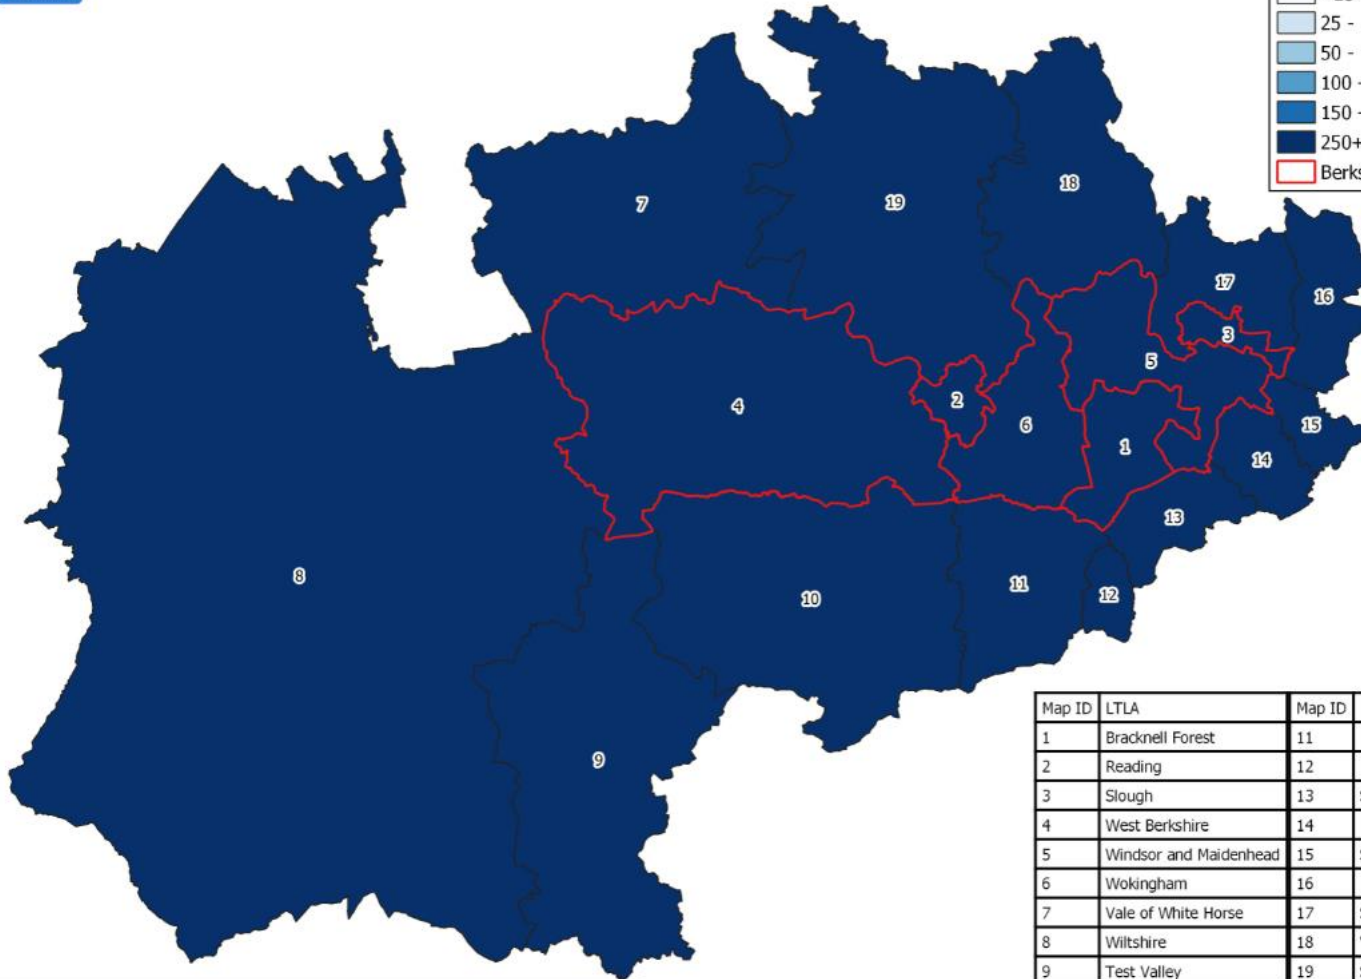 25 -
50 -
100 -
150 -
250+
Berks
18
7
19
17
16
3
5
4
2
6
15
1
14
13
8
11
12
10
9
Map ID LTLA Map ID
1 Bracknell Forest 11
2 Reading 12
3 Slough 13
4 West Berkshire 14
5 Windsor and Maidenhead 15
6 Wokingham 16
7 Vale of White Horse 17
8 Wiltshire 18
9 Test Valley 19